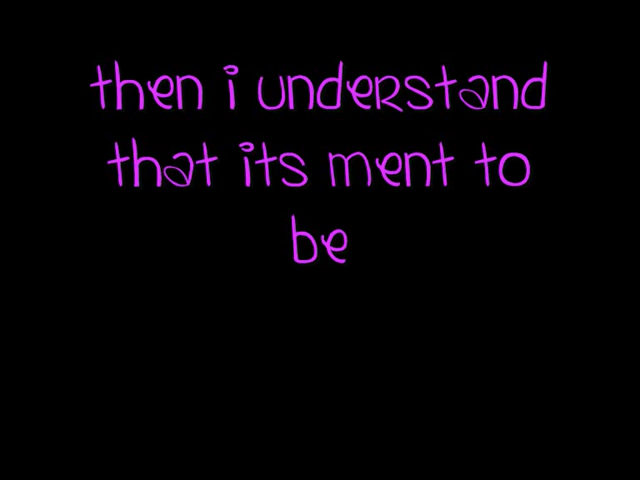 then i understand
that its ment to
be